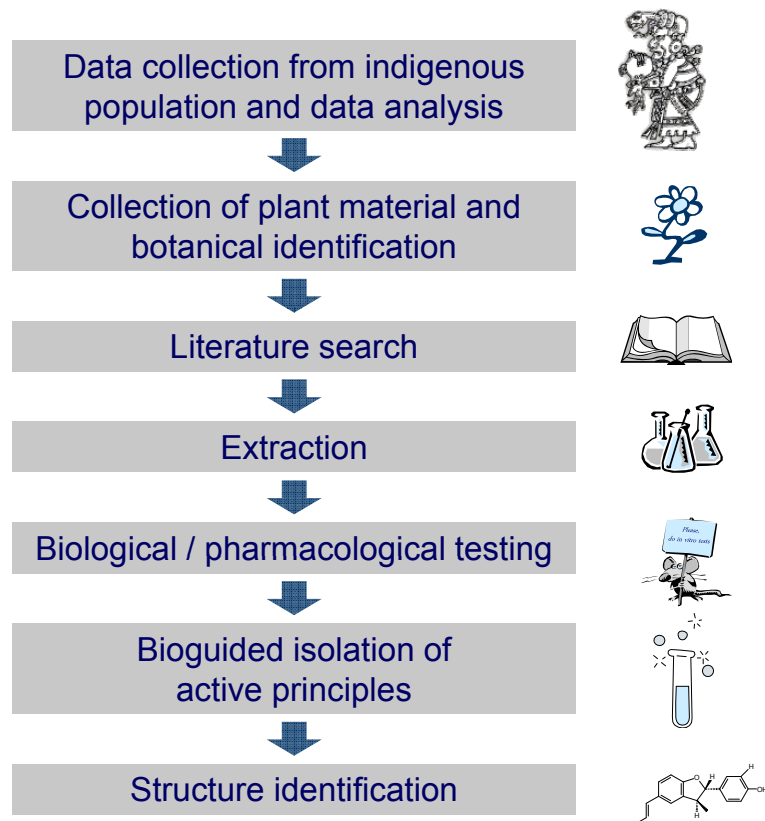 Data collection from indigenous
population and data analysis
Collection of plant material and
botanical identification
Literature search
Extraction
Biological / pharmacological testing
Please,
do in vitro tests
Bioguided isolation of
active principles
Structure identification
H
O
H
OH
H